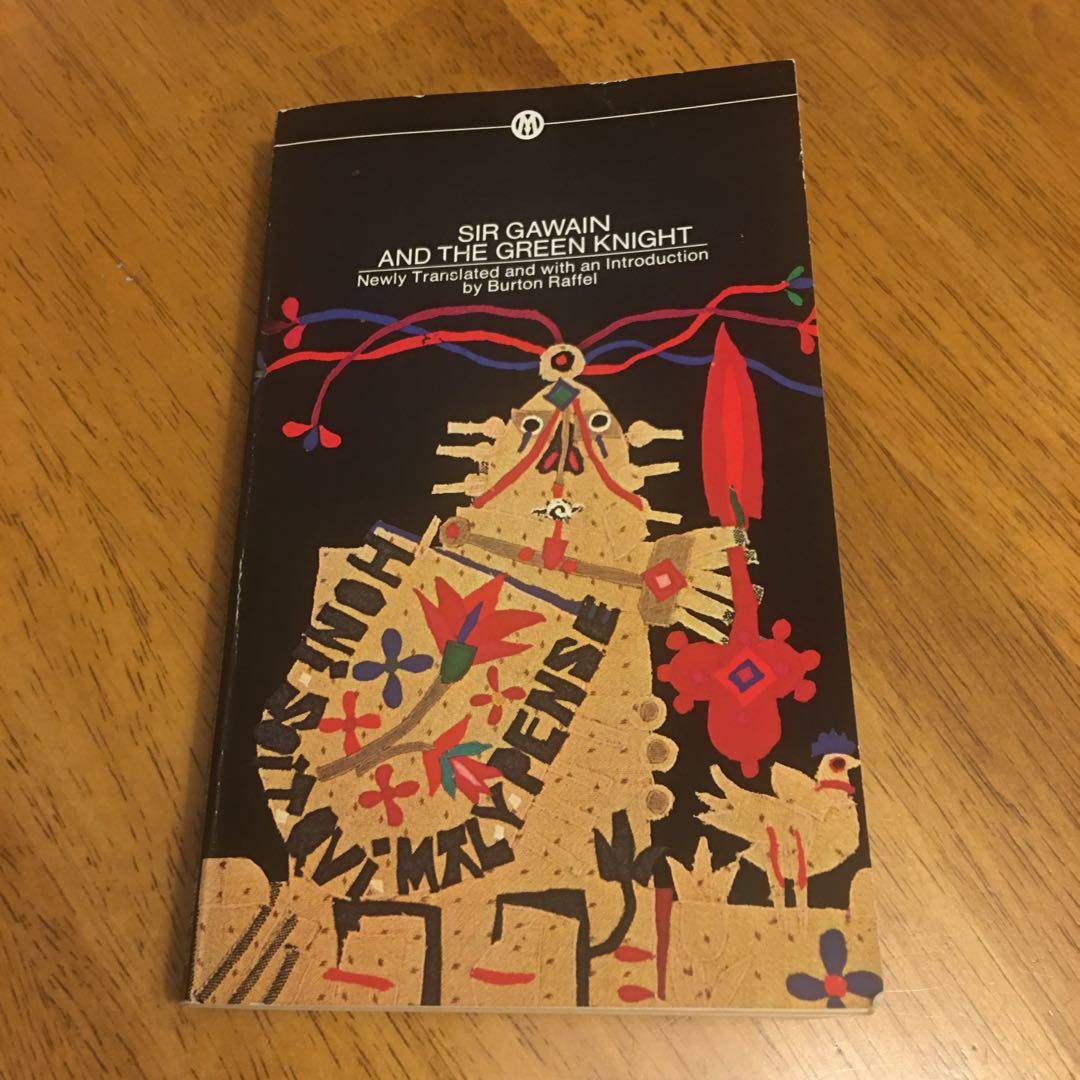 M
SIR GAWAIN
AND THE GREEN KNIGHT
Newly Translated and with an Introduction
by Burton Raffel
HONI SOIT QVI MAL Y PENSE